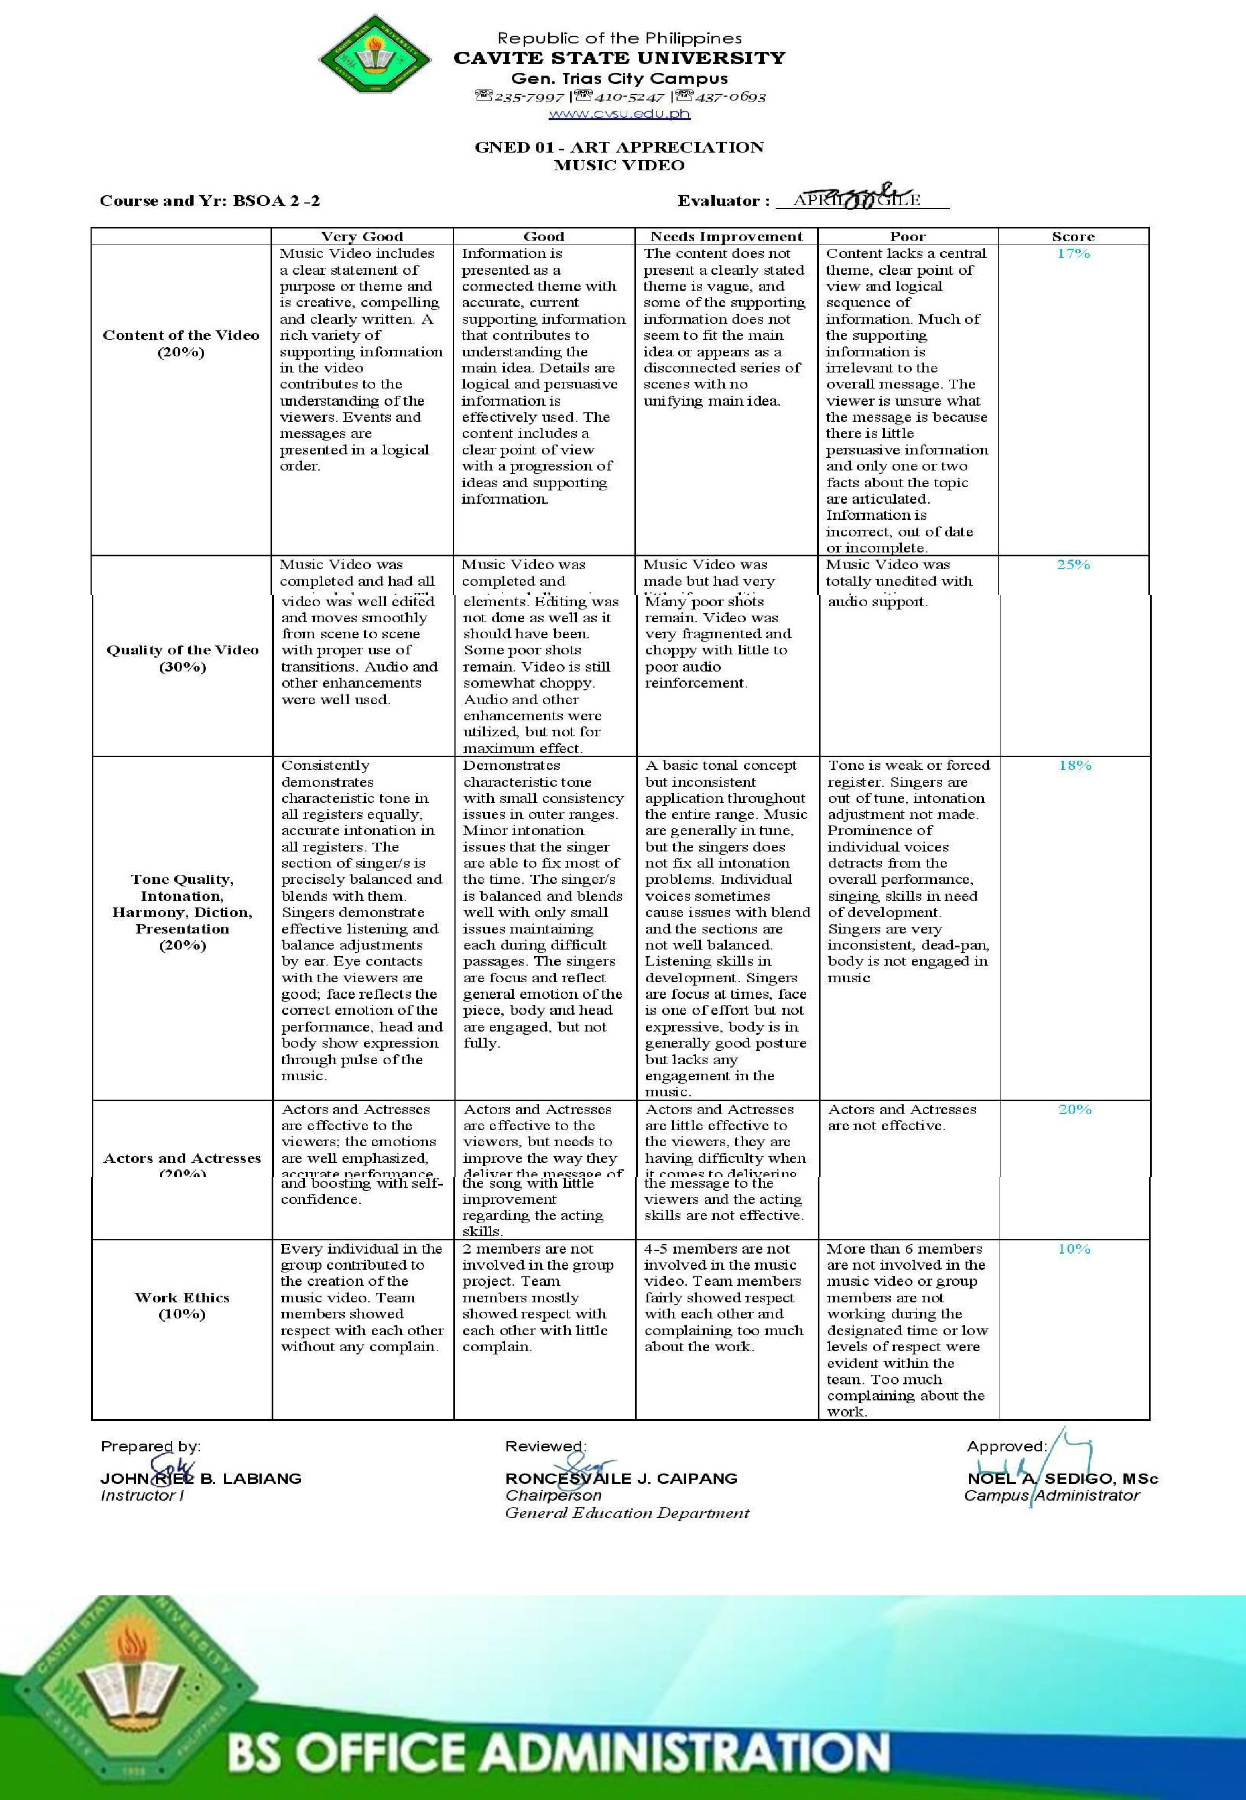 Republic of the Philippines
CAVITE STATE UNIVERSITY
Gen. Trias City Campus
☏235-7997 |☏410-5247 |☏437-0693
www.cvsu.edu.ph
GNED 01 - ART APPRECIATION
MUSIC VIDEO
Course and Yr: BSOA 2 -2
Evaluator : APRIL GILE
Very Good Good Needs Improvement Poor Score
Content of the Video
(20%)
Music Video includes
a clear statement of
purpose or theme and
is creative, compelling
and clearly written. A
rich variety of
supporting information
in the video
contributes to the
understanding of the
viewers. Events and
messages are
presented in a logical
order.
Information is
presented as a
connected theme with
accurate, current
supporting information
that contributes to
understanding the
main idea. Details are
logical and persuasive
information is
effectively used. The
content includes a
clear point of view
with a progression of
ideas and supporting
information.
The content does not
present a clearly stated
theme is vague, and
some of the supporting
information does not
seem to fit the main
idea or appears as a
disconnected series of
scenes with no
unifying main idea.
Content lacks a central
theme, clear point of
view and logical
sequence of
information. Much of
the supporting
information is
irrelevant to the
overall message. The
viewer is unsure what
the message is because
there is little
persuasive information
and only one or two
facts about the topic
are articulated.
Information is
incorrect, out of date
or incomplete.
17%
Quality of the Video
(30%)
Music Video was
completed and had all
video was well edited
and moves smoothly
from scene to scene
with proper use of
transitions. Audio and
other enhancements
were well used.
Music Video was
completed and
elements. Editing was
not done as well as it
should have been.
Some poor shots
remain. Video is still
somewhat choppy.
Audio and other
enhancements were
utilized, but not for
maximum effect.
Music Video was
made but had very
Many poor shots
remain. Video was
very fragmented and
choppy with little to
poor audio
reinforcement.
Music Video was
totally unedited with
audio support.
25%
Tone Quality,
Intonation,
Harmony, Diction,
Presentation
(20%)
Consistently
demonstrates
characteristic tone in
all registers equally,
accurate intonation in
all registers. The
section of singer/s is
precisely balanced and
blends with them.
Singers demonstrate
effective listening and
balance adjustments
by ear. Eye contacts
with the viewers are
good; face reflects the
correct emotion of the
performance, head and
body show expression
through pulse of the
music.
Demonstrates
characteristic tone
with small consistency
issues in outer ranges.
Minor intonation
issues that the singer
are able to fix most of
the time. The singer/s
is balanced and blends
well with only small
issues maintaining
each during difficult
passages. The singers
are focus and reflect
general emotion of the
piece, body and head
are engaged, but not
fully.
A basic tonal concept
but inconsistent
application throughout
the entire range. Music
are generally in tune,
but the singers does
not fix all intonation
problems. Individual
voices sometimes
cause issues with blend
and the sections are
not well balanced.
Listening skills in
development. Singers
are focus at times, face
is one of effort but not
expressive, body is in
generally good posture
but lacks any
engagement in the
music.
Tone is weak or forced
register. Singers are
out of tune, intonation
adjustment not made.
Prominence of
individual voices
detracts from the
overall performance,
singing skills in need
of development.
Singers are very
inconsistent, dead-pan,
body is not engaged in
music
18%
Actors and Actresses
(20%)
Actors and Actresses
are effective to the
viewers; the emotions
are well emphasized,
accurate performance
and boosting with self-
confidence.
Actors and Actresses
are effective to the
viewers, but needs to
improve the way they
deliver the message of
the song with little
improvement
regarding the acting
skills.
Actors and Actresses
are little effective to
the viewers, they are
having difficulty when
it comes to delivering
the message to the
viewers and the acting
skills are not effective.
Actors and Actresses
are not effective.
20%
Work Ethics
(10%)
Every individual in the
group contributed to
the creation of the
music video. Team
members showed
respect with each other
without any complain.
2 members are not
involved in the group
project. Team
members mostly
showed respect with
each other with little
complain.
4-5 members are not
involved in the music
video. Team members
fairly showed respect
with each other and
complaining too much
about the work.
More than 6 members
are not involved in the
music video or group
members are not
working during the
designated time or low
levels of respect were
evident within the
team. Too much
complaining about the
work.
10%
Prepared by:
JOHN RIEL B. LABIANG
Instructor I
Reviewed:
RONCESVAILE J. CAIPANG
Chairperson
General Education Department
Approved:
NOEL A. SEDIGO, MSc
Campus Administrator
CAVITE STATE UNIVERSITY
BS OFFICE ADMINISTRATION